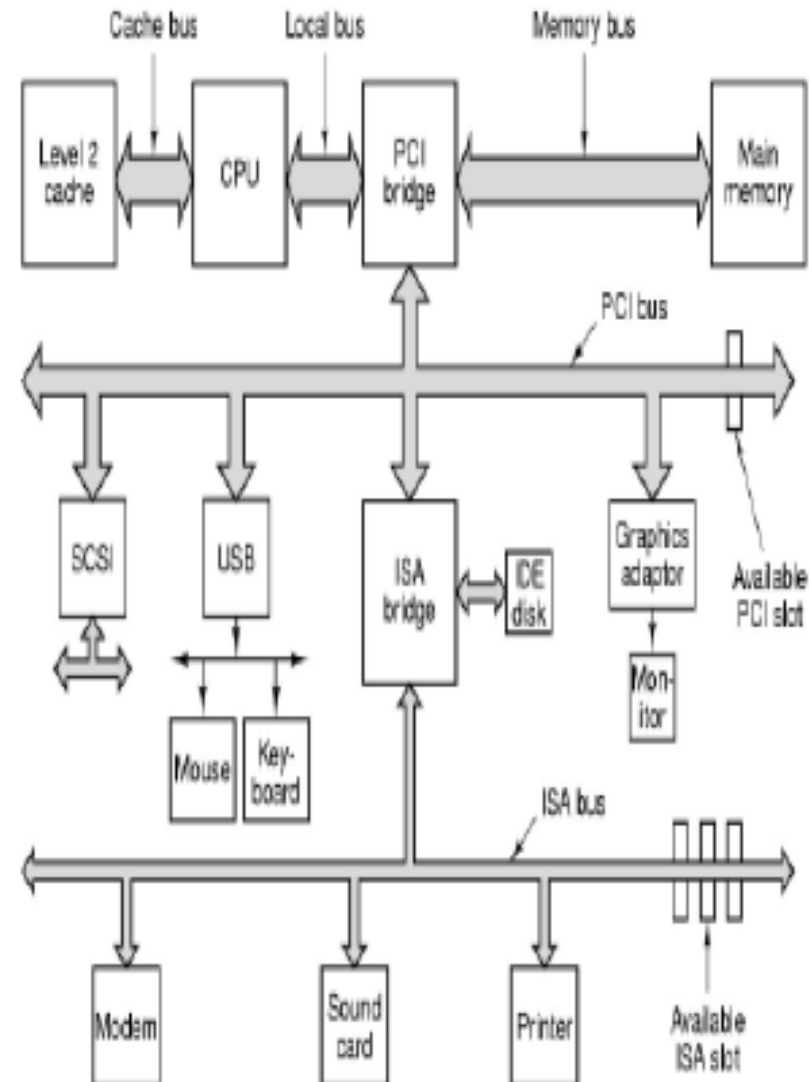 Cache bus
Local bus
Memory bus
Level 2
cache
CPU
PCI
bridge
Main
memory
PCI bus
SCSI
USB
ISA
bridge
IDE
disk
Graphics
adaptor
Available
PCI slot
Mon-
itor
Mouse
Key-
board
ISA bus
Modem
Sound
card
Printer
Available
ISA slot